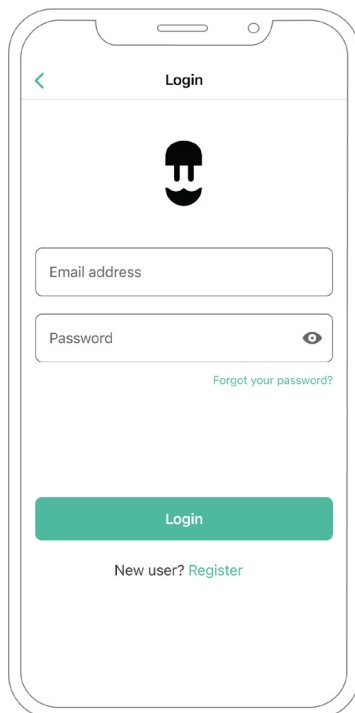 Login
Email address
Password
Forgot your password?
Login
New user? Register